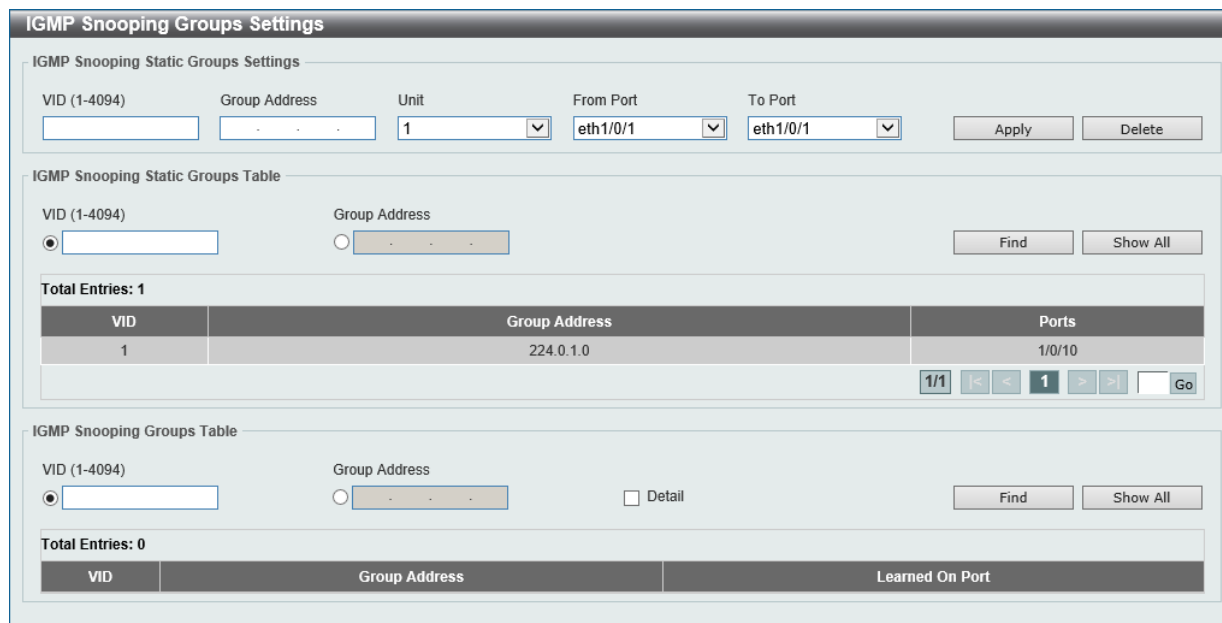 IGMP Snooping Groups Settings
IGMP Snooping Static Groups Settings
VID (1-4094) Group Address Unit From Port To Port
. . . 1 eth1/0/1 eth1/0/1 Apply Delete
IGMP Snooping Static Groups Table
VID (1-4094) Group Address
. . . Find Show All
Total Entries: 1
VID Group Address Ports
1 224.0.1.0 1/0/10
1/1 |< < 1 > >| Go
IGMP Snooping Groups Table
VID (1-4094) Group Address
. . . Detail Find Show All
Total Entries: 0
VID Group Address Learned On Port